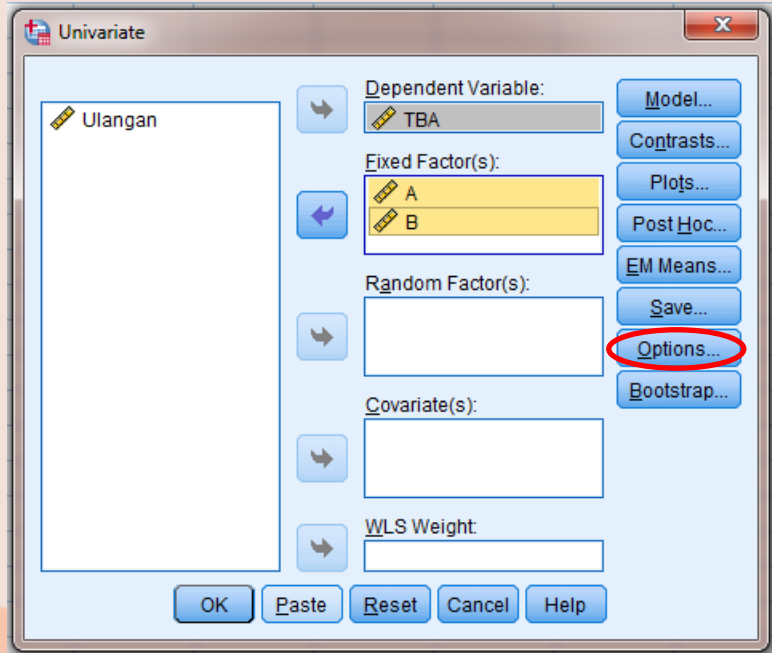 Univariate
Ulangan
Dependent Variable:
TBA
Fixed Factor(s):
A
B
Random Factor(s):
Covariate(s):
WLS Weight:
Model...
Contrasts...
Plots...
Post Hoc...
EM Means...
Save...
Options...
Bootstrap...
OK Paste Reset Cancel Help